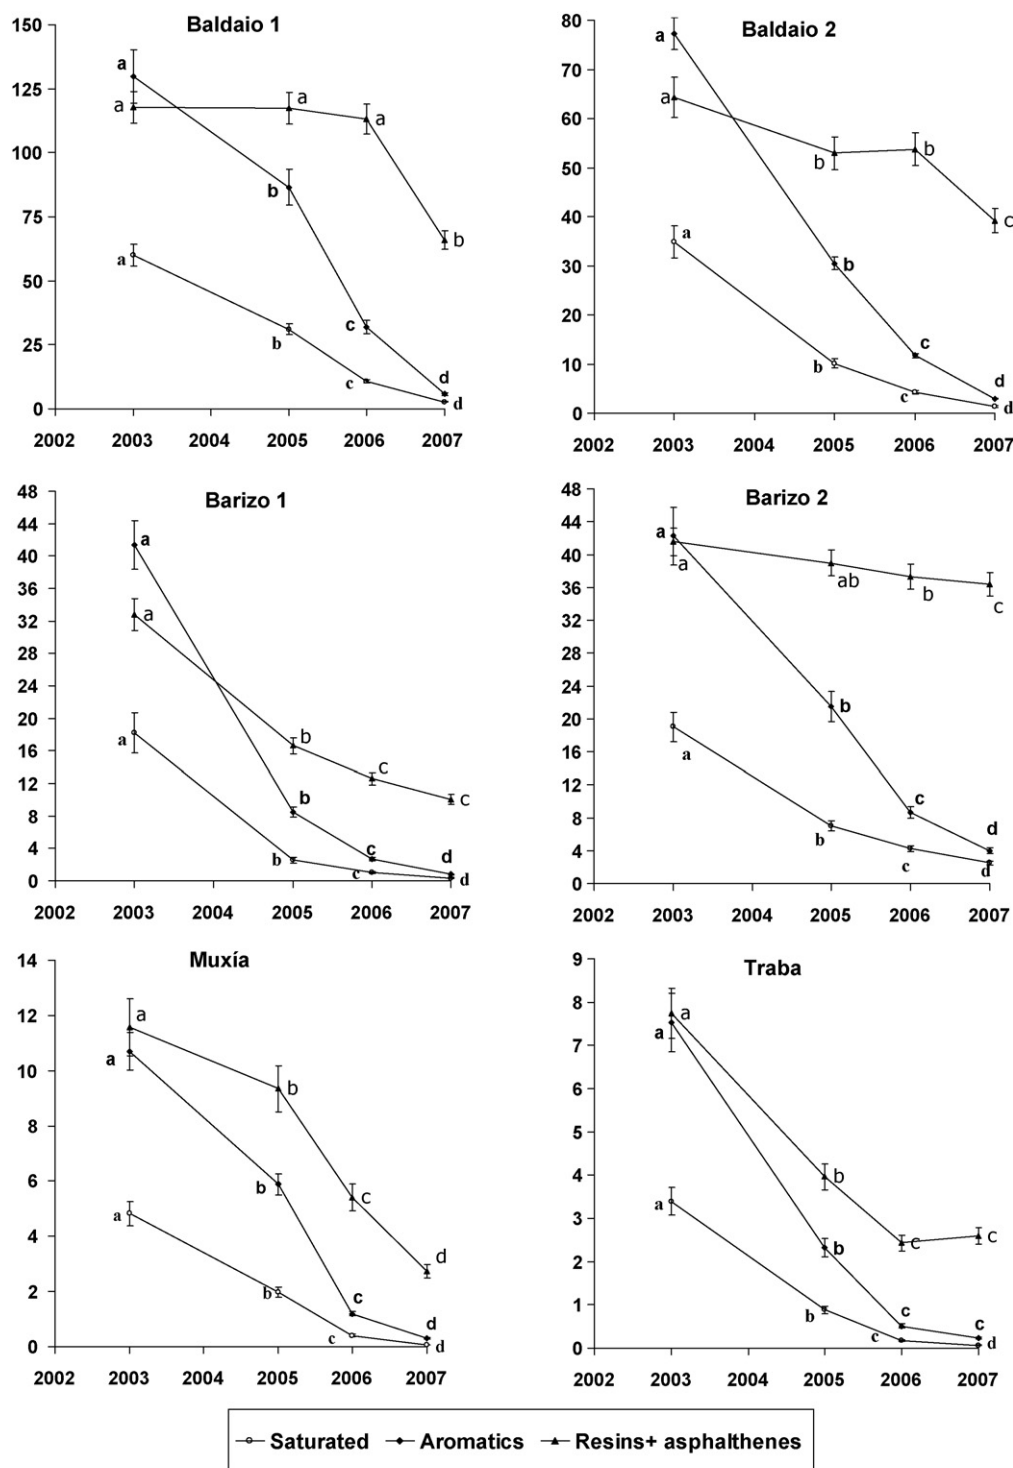 Baldaio 1
150
125
100
75
50
25
0
a
a
a
a
a
b
b
b
c
c
b
d
d
2002 2003 2004 2005 2006 2007
Baldaio 2
80
70
60
50
40
30
20
10
0
a
a
a
b
b
b
b
c
c
c
d
d
2002 2003 2004 2005 2006 2007
Barizo 1
48
44
40
36
32
28
24
20
16
12
8
4
0
a
a
a
b
b
b
c
c
c
c
d
d
2002 2003 2004 2005 2006 2007
Barizo 2
48
44
40
36
32
28
24
20
16
12
8
4
0
a
a
a
ab
b
b
b
c
c
c
d
d
2002 2003 2004 2005 2006 2007
Muxía
14
12
10
8
6
4
2
0
a
a
a
b
b
b
c
c
c
d
d
d
2002 2003 2004 2005 2006 2007
Traba
9
8
7
6
5
4
3
2
1
0
a
a
a
b
b
b
c
c
c
c
c
d
2002 2003 2004 2005 2006 2007
Saturated Aromatics Resins+ asphalthenes